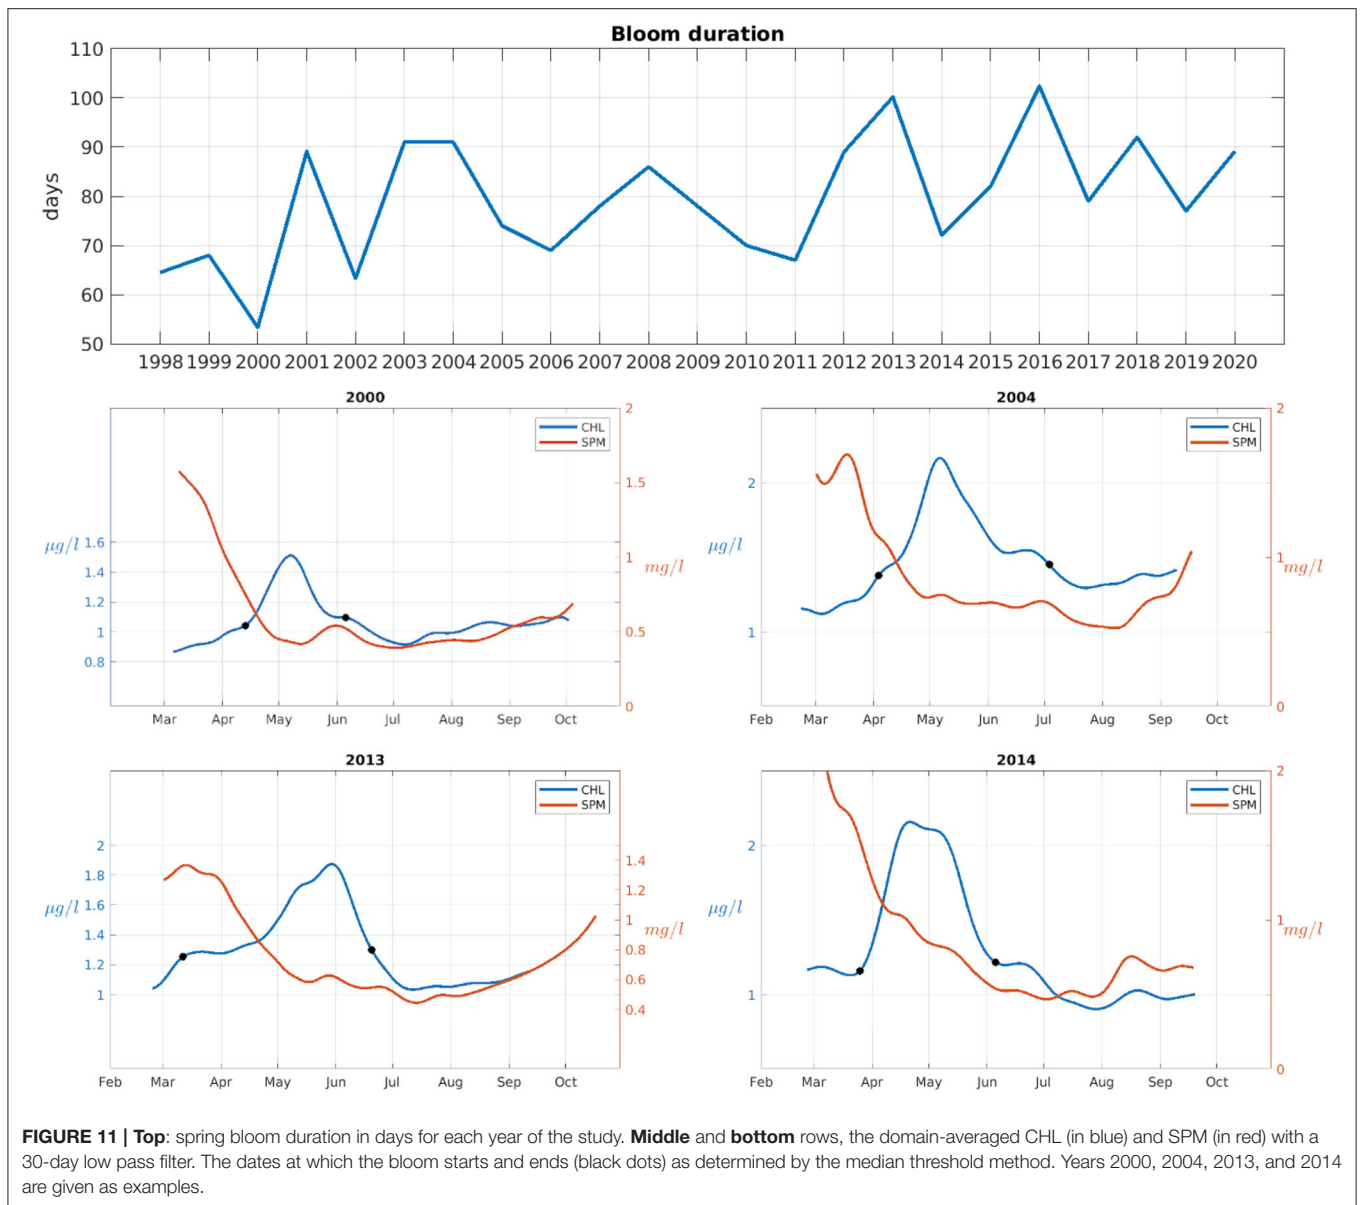 Bloom duration
110
100
90
80
70
60
50
days
1998 1999 2000 2001 2002 2003 2004 2005 2006 2007 2008 2009 2010 2011 2012 2013 2014 2015 2016 2017 2018 2019 2020
2000
CHL
SPM
μg/l
1.6
1.4
1.2
1
0.8
2
1.5
1
0.5
0
mg/l
Mar Apr May Jun Jul Aug Sep Oct
2004
CHL
SPM
μg/l
2
1
2
1
0
mg/l
Feb Mar Apr May Jun Jul Aug Sep Oct
2013
CHL
SPM
μg/l
2
1.8
1.6
1.4
1.2
1
1.4
1.2
1
0.8
0.6
0.4
mg/l
Feb Mar Apr May Jun Jul Aug Sep Oct
2014
CHL
SPM
μg/l
2
1
2
1
0
mg/l
Feb Mar Apr May Jun Jul Aug Sep Oct
FIGURE 11 | Top: spring bloom duration in days for each year of the study. Middle and bottom rows, the domain-averaged CHL (in blue) and SPM (in red) with a
30-day low pass filter. The dates at which the bloom starts and ends (black dots) as determined by the median threshold method. Years 2000, 2004, 2013, and 2014
are given as examples.